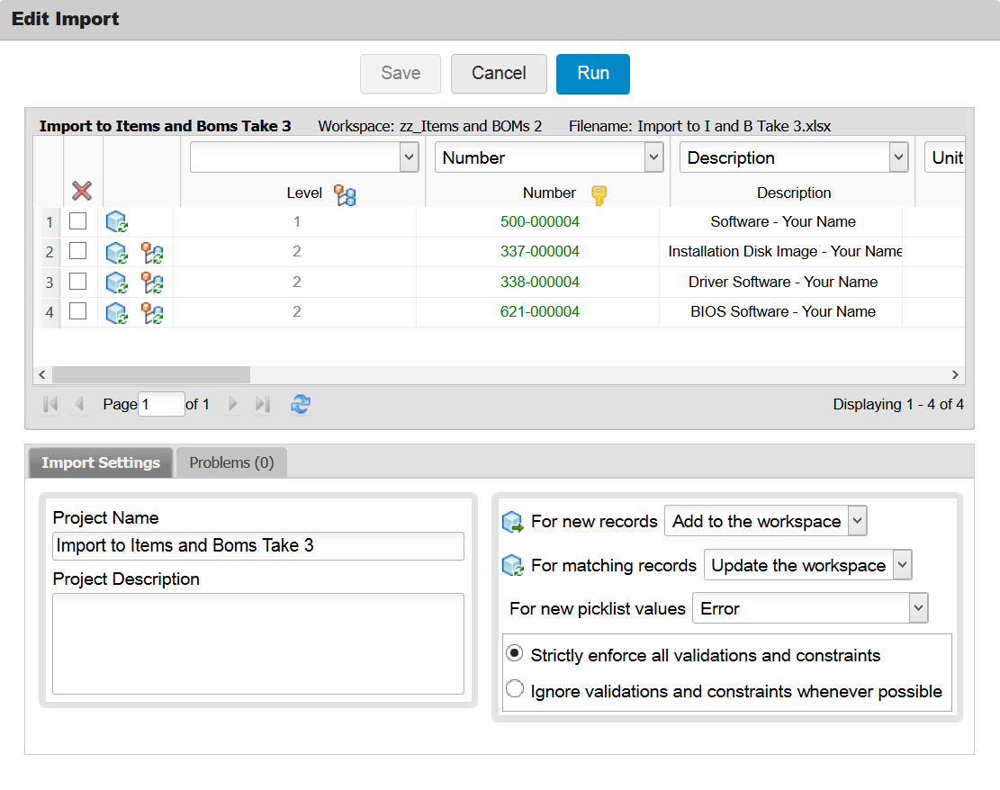 Edit Import
Save Cancel Run
Import to Items and Boms Take 3 Workspace: zz_Items and BOMs 2 Filename: Import to I and B Take 3.xlsx
Number Description Unit
Level Number Description
1 1 500-000004 Software - Your Name
2 2 337-000004 Installation Disk Image - Your Name
3 2 338-000004 Driver Software - Your Name
4 2 621-000004 BIOS Software - Your Name
Page 1 of 1 Displaying 1 - 4 of 4
Import Settings Problems (0)
Project Name
Import to Items and Boms Take 3
Project Description
For new records Add to the workspace
For matching records Update the workspace
For new picklist values Error
Strictly enforce all validations and constraints
Ignore validations and constraints whenever possible